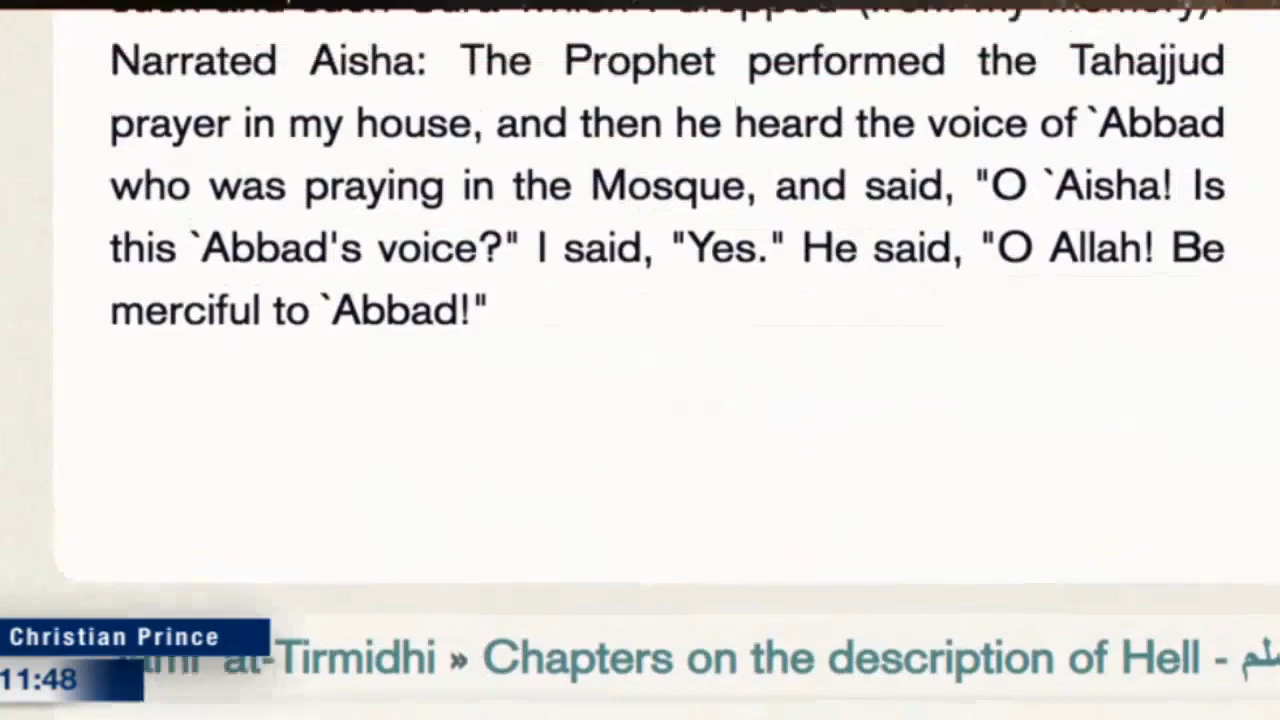 Narrated Aisha: The Prophet performed the Tahajjud
prayer in my house, and then he heard the voice of `Abbad
who was praying in the Mosque, and said, "O `Aisha! Is
this `Abbad's voice?" I said, "Yes." He said, "O Allah! Be
merciful to `Abbad!"
Christian Prince
at-Tirmidhi » Chapters on the description of Hell -
11:48